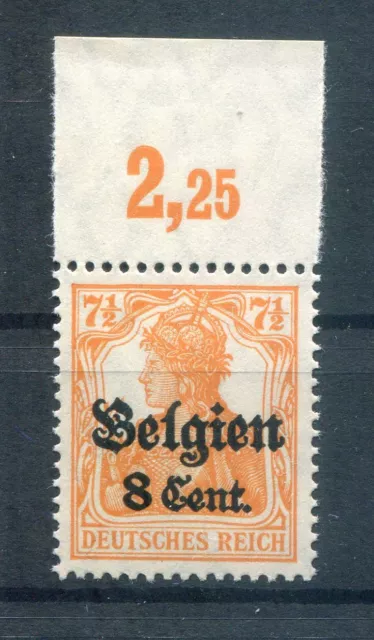 2,25
7½ 7½
Belgien
8 Cent.
DEUTSCHES REICH